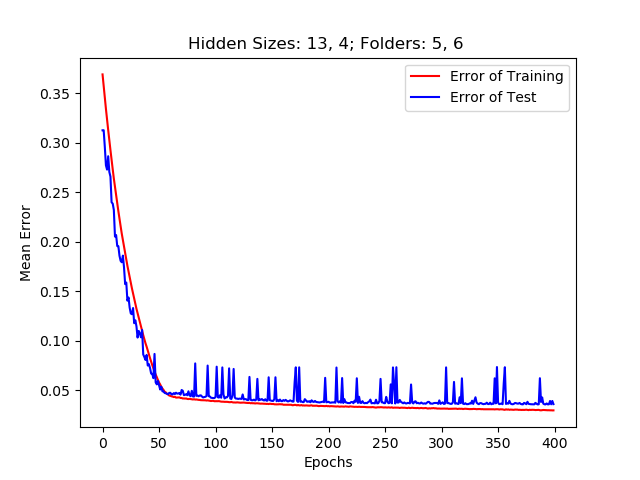 Hidden Sizes: 13, 4; Folders: 5, 6
Error of Training
Error of Test
Mean Error
0.35
0.30
0.25
0.20
0.15
0.10
0.05
0 50 100 150 200 250 300 350 400
Epochs